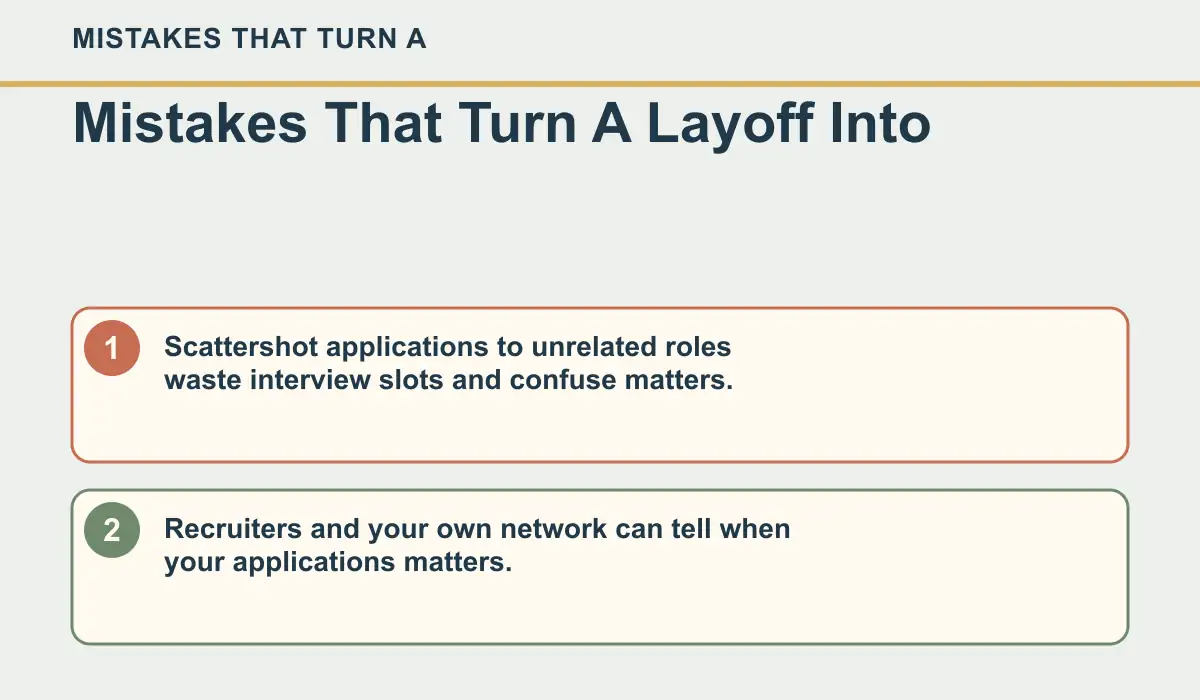 MISTAKES THAT TURN A
Mistakes That Turn A Layoff Into
1
Scattershot applications to unrelated roles
waste interview slots and confuse matters.
2
Recruiters and your own network can tell when
your applications matters.